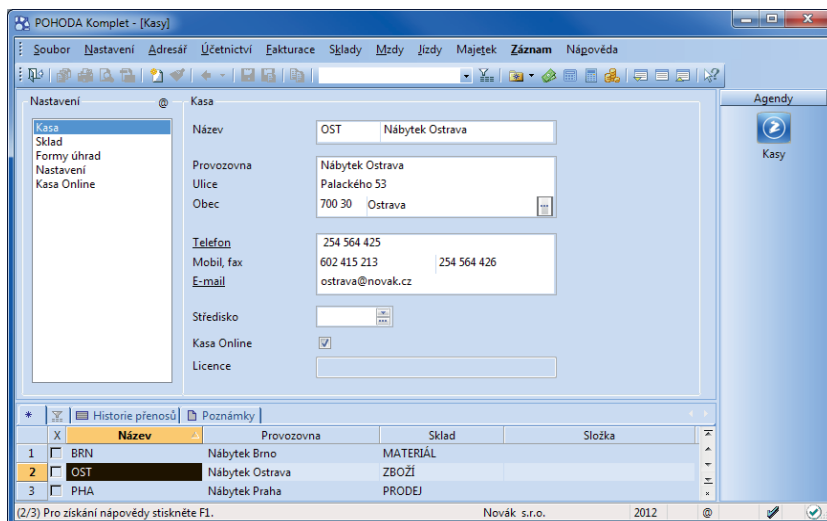 POHODA Komplet - [Kasy]
Soubor Nastavení Adresář Účetnictví Fakturace Sklady Mzdy Jízdy Majetek Záznam Nápověda
Nastavení @
Kasa
Sklad
Formy úhrad
Nastavení
Kasa Online
Kasa
Název OST Nábytek Ostrava
Provozovna Nábytek Ostrava
Ulice Palackého 53
Obec 700 30 Ostrava
Telefon 254 564 425
Mobil, fax 602 415 213 254 564 426
E-mail ostrava@novak.cz
Středisko
Kasa Online
Licence
Agendy
Kasy
* Historie přenosů Poznámky
X Název Provozovna Sklad Složka
1 BRN Nábytek Brno MATERIÁL
2 OST Nábytek Ostrava ZBOŽÍ
3 PHA Nábytek Praha PRODEJ
(2/3) Pro získání nápovědy stiskněte F1. Novák s.r.o. 2012 @